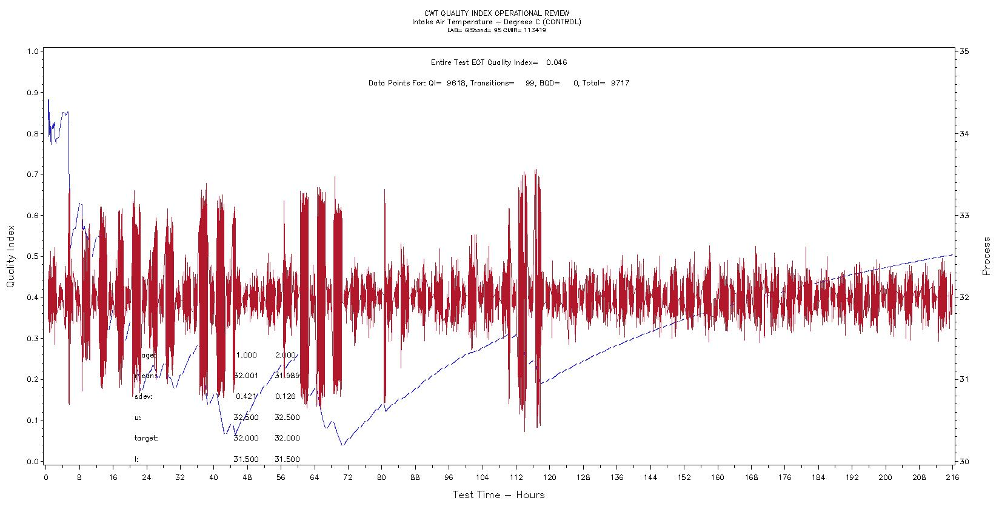 CWT QUALITY INDEX OPERATIONAL REVIEW
Intake Air Temperature – Degrees C (CONTROL)
LAB= G Stand= 95 CMIR= 113419
Entire Test EOT Quality Index= 0.046
Data Points For: QI= 9618, Transitions= 99, BQD= 0, Total= 9717
1.0 35
0.9
0.8 34
0.7
0.6 33
0.5
0.4 32
0.3
0.2 31
0.1
0.0 30
Quality Index
Process
1.000 2.000
mean: 32.001 31.989
sdev: 0.421 0.126
u: 32.500 32.500
target: 32.000 32.000
l: 31.500 31.500
0 8 16 24 32 40 48 56 64 72 80 88 96 104 112 120 128 136 144 152 160 168 176 184 192 200 208 216
Test Time – Hours